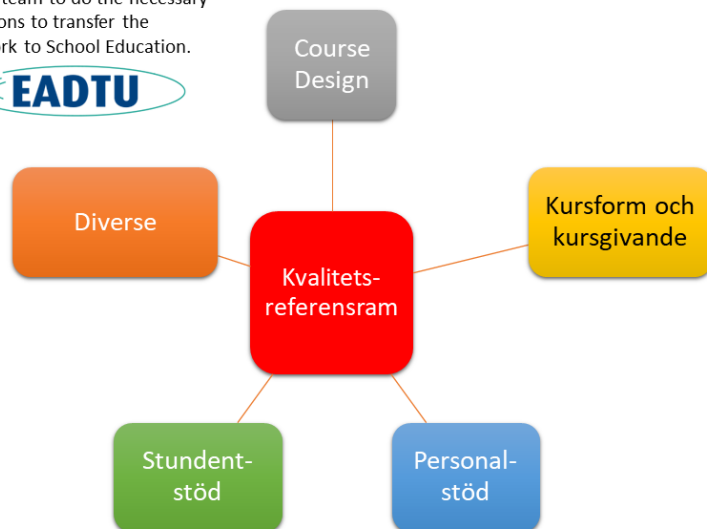 team to do the necessary
ons to transfer the
rk to School Education.
EADTU
Course
Design
Diverse
Kursform och
kursgivande
Kvalitets-
referensram
Stundent-
stöd
Personal-
stöd